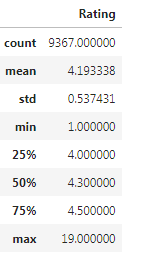 Rating
count 9367.000000
mean 4.193338
std 0.537431
min 1.000000
25% 4.000000
50% 4.300000
75% 4.500000
max 19.000000